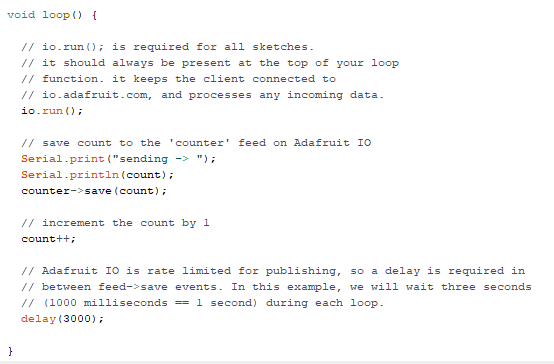 void loop() {
// io.run(); is required for all sketches.
// it should always be present at the top of your loop
// function. it keeps the client connected to
// io.adafruit.com, and processes any incoming data.
io.run();
// save count to the 'counter' feed on Adafruit IO
Serial.print("sending -> ");
Serial.println(count);
counter->save(count);
// increment the count by 1
count++;
// Adafruit IO is rate limited for publishing, so a delay is required in
// between feed->save events. In this example, we will wait three seconds
// (1000 milliseconds == 1 second) during each loop.
delay(3000);
}